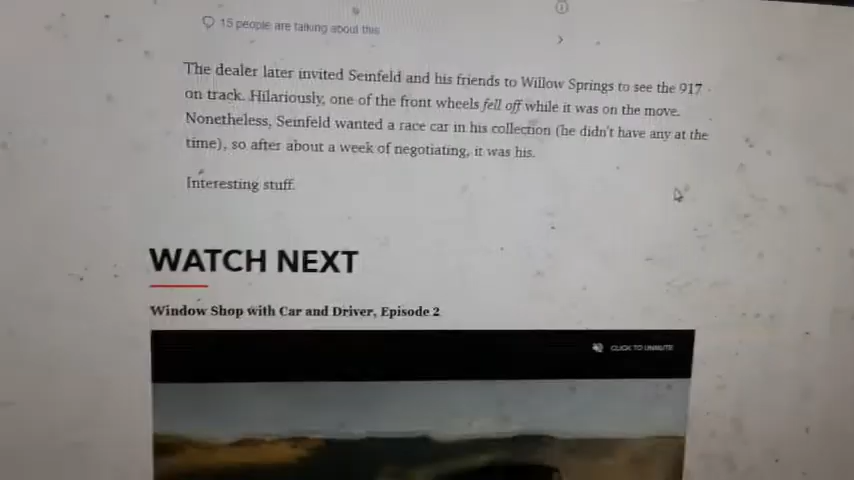 15 people are talking about this
The dealer later invited Seinfeld and his friends to Willow Springs to see the 917
on track. Hilariously, one of the front wheels fell off while it was on the move.
Nonetheless, Seinfeld wanted a race car in his collection (he didn't have any at the
time), so after about a week of negotiating, it was his.
Interesting stuff.
WATCH NEXT
Window Shop with Car and Driver, Episode 2
CLICK TO UNMUTE